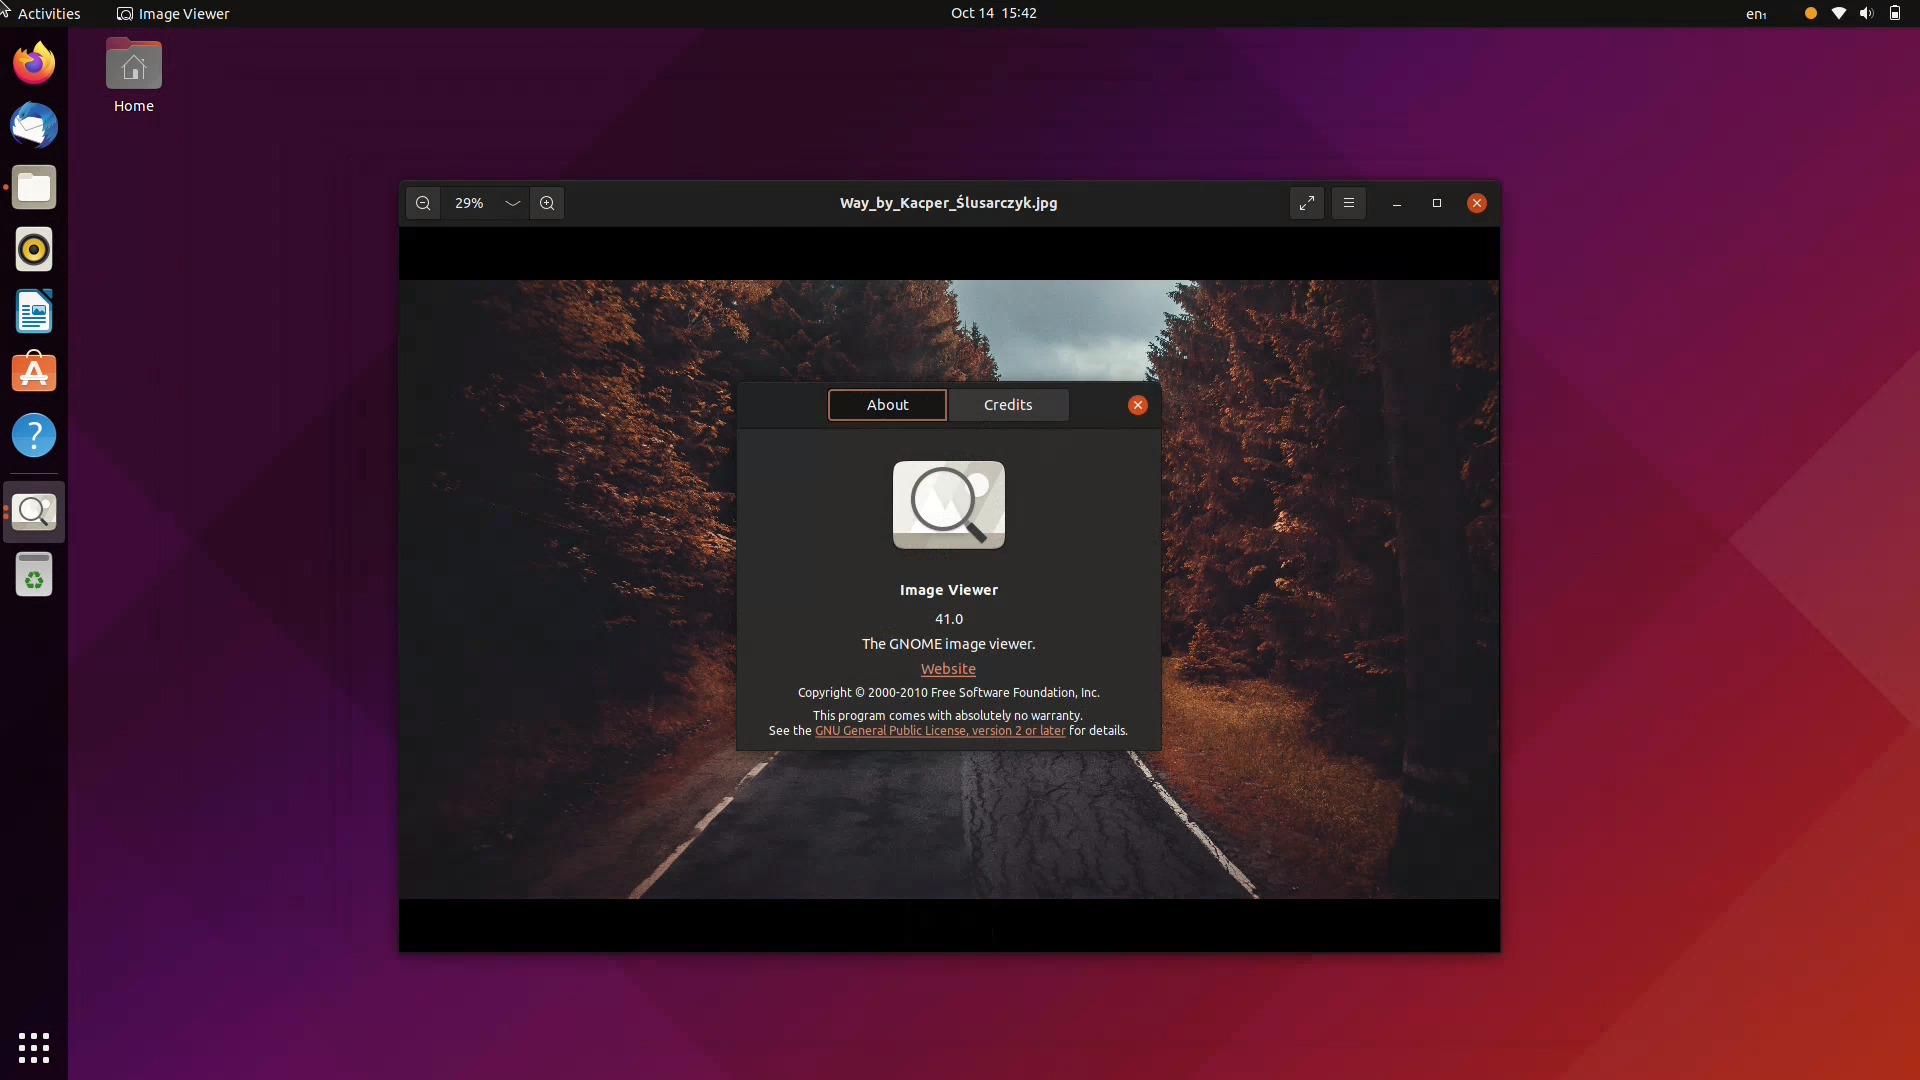 Activities
Image Viewer
Oct 14 15:42
en₁
Home
29%
Way_by_Kacper_Ślusarczyk.jpg
About
Credits
Image Viewer
41.0
The GNOME image viewer.
Website
Copyright © 2000-2010 Free Software Foundation, Inc.
This program comes with absolutely no warranty.
See the GNU General Public License, version 2 or later for details.